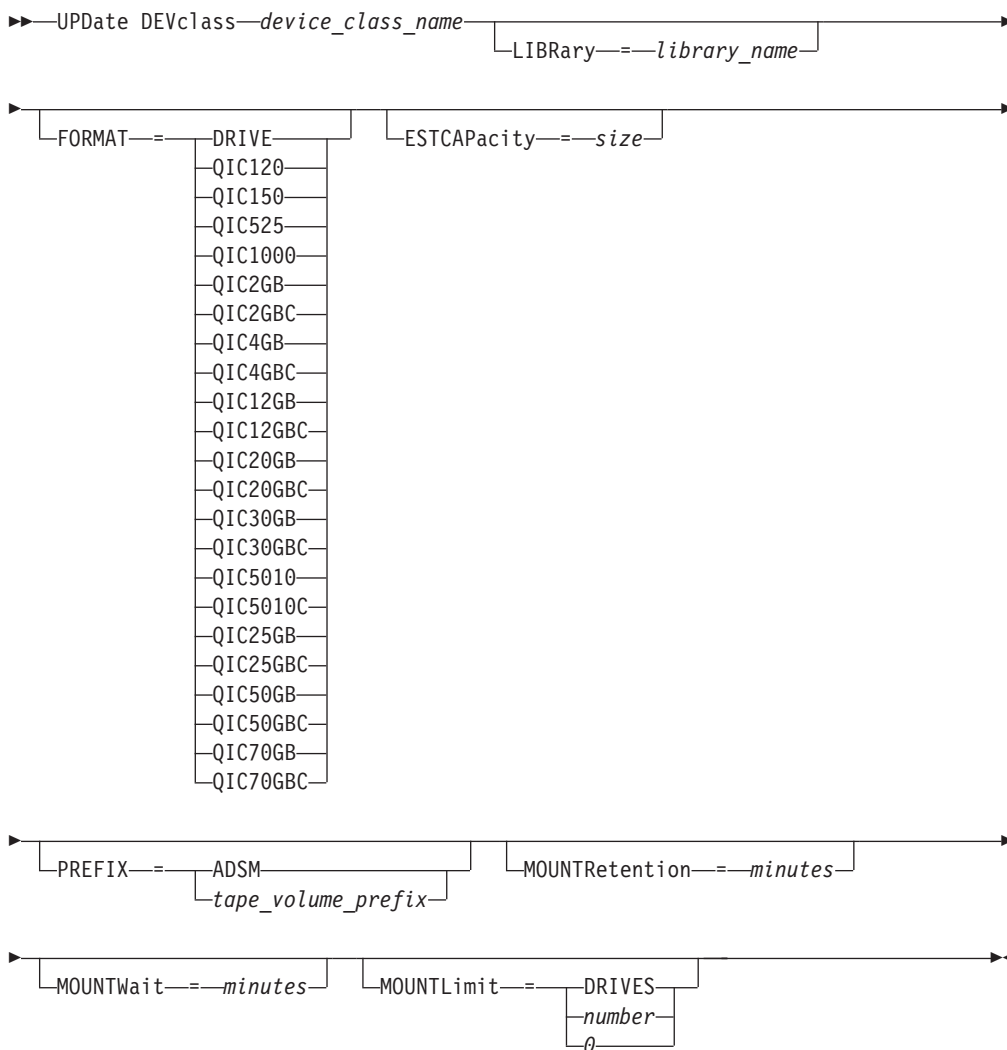 UPDate DEVclass device_class_name
LIBRary = library_name
FORMAT = DRIVE
QIC120
QIC150
QIC525
QIC1000
QIC2GB
QIC2GBC
QIC4GB
QIC4GBC
QIC12GB
QIC12GBC
QIC20GB
QIC20GBC
QIC30GB
QIC30GBC
QIC5010
QIC5010C
QIC25GB
QIC25GBC
QIC50GB
QIC50GBC
QIC70GB
QIC70GBC
ESTCAPacity = size
PREFIX = ADSM
tape_volume_prefix
MOUNTRetention = minutes
MOUNTWait = minutes
MOUNTLimit = DRIVES
number
0